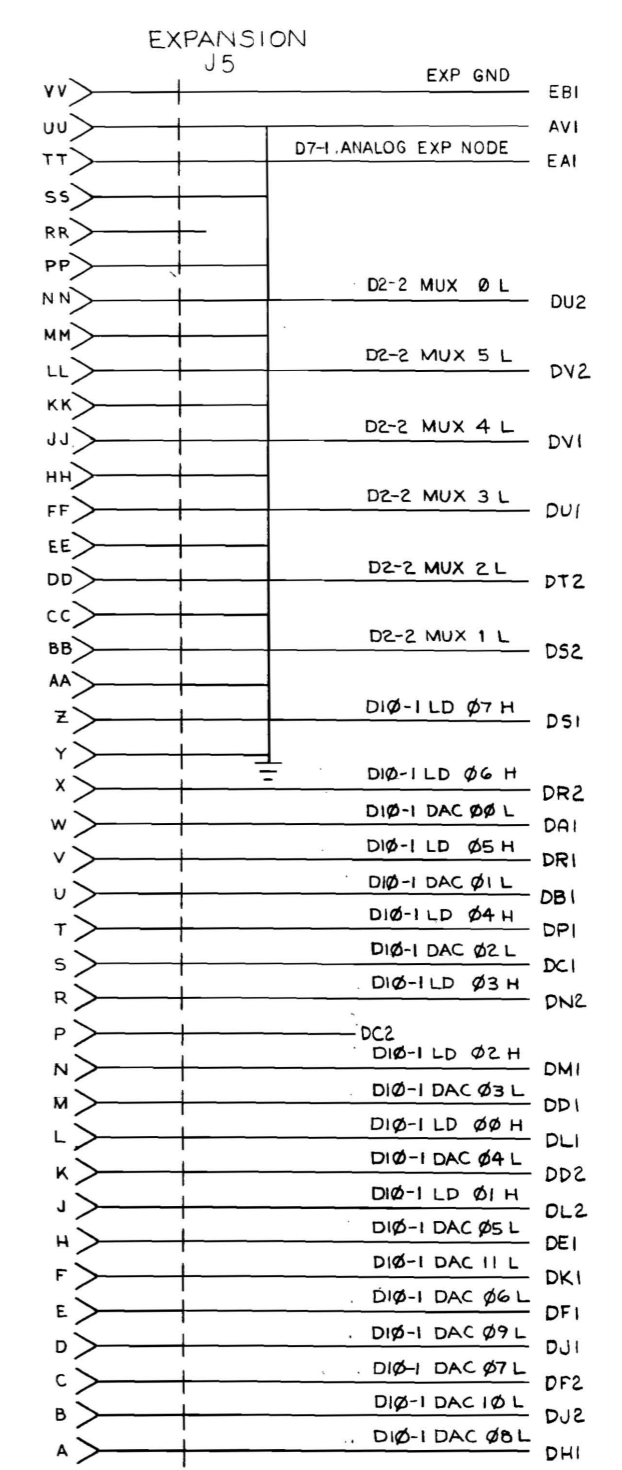 EXPANSION
J5
VV EXP GND EB1
UU AV1
TT D7-1 ANALOG EXP NODE EA1
SS
RR
PP
NN D2-2 MUX Ø L DU2
MM
LL D2-2 MUX 5 L DV2
KK
JJ D2-2 MUX 4 L DV1
HH
FF D2-2 MUX 3 L DU1
EE
DD D2-2 MUX 2 L DT2
CC
BB D2-2 MUX 1 L DS2
AA
Z D1Ø-1 LD Ø7 H DS1
Y
X D1Ø-1 LD Ø6 H DR2
W D1Ø-1 DAC ØØ L DA1
V D1Ø-1 LD Ø5 H DR1
U D1Ø-1 DAC Ø1 L DB1
T D1Ø-1 LD Ø4 H DP1
S D1Ø-1 DAC Ø2 L DC1
R D1Ø-1 LD Ø3 H DN2
P DC2
N D1Ø-1 LD Ø2 H DM1
M D1Ø-1 DAC Ø3 L DD1
L D1Ø-1 LD ØØ H DL1
K D1Ø-1 DAC Ø4 L DD2
J D1Ø-1 LD Ø1 H DL2
H D1Ø-1 DAC Ø5 L DE1
F D1Ø-1 DAC 11 L DK1
E D1Ø-1 DAC Ø6 L DF1
D D1Ø-1 DAC Ø9 L DJ1
C D1Ø-1 DAC Ø7 L DF2
B D1Ø-1 DAC 1Ø L DJ2
A D1Ø-1 DAC Ø8 L DH1